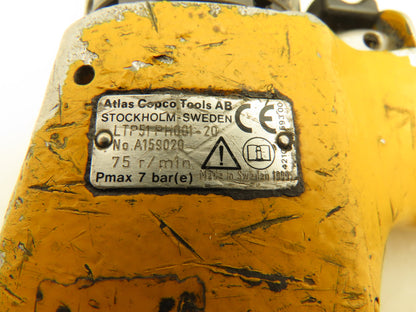 Atlas Copco Tools AB
STOCKHOLM-SWEDEN
LTP51 PH001-20
No. A159020
75 r/min
Pmax 7 bar(e) Made in Sweden
CE